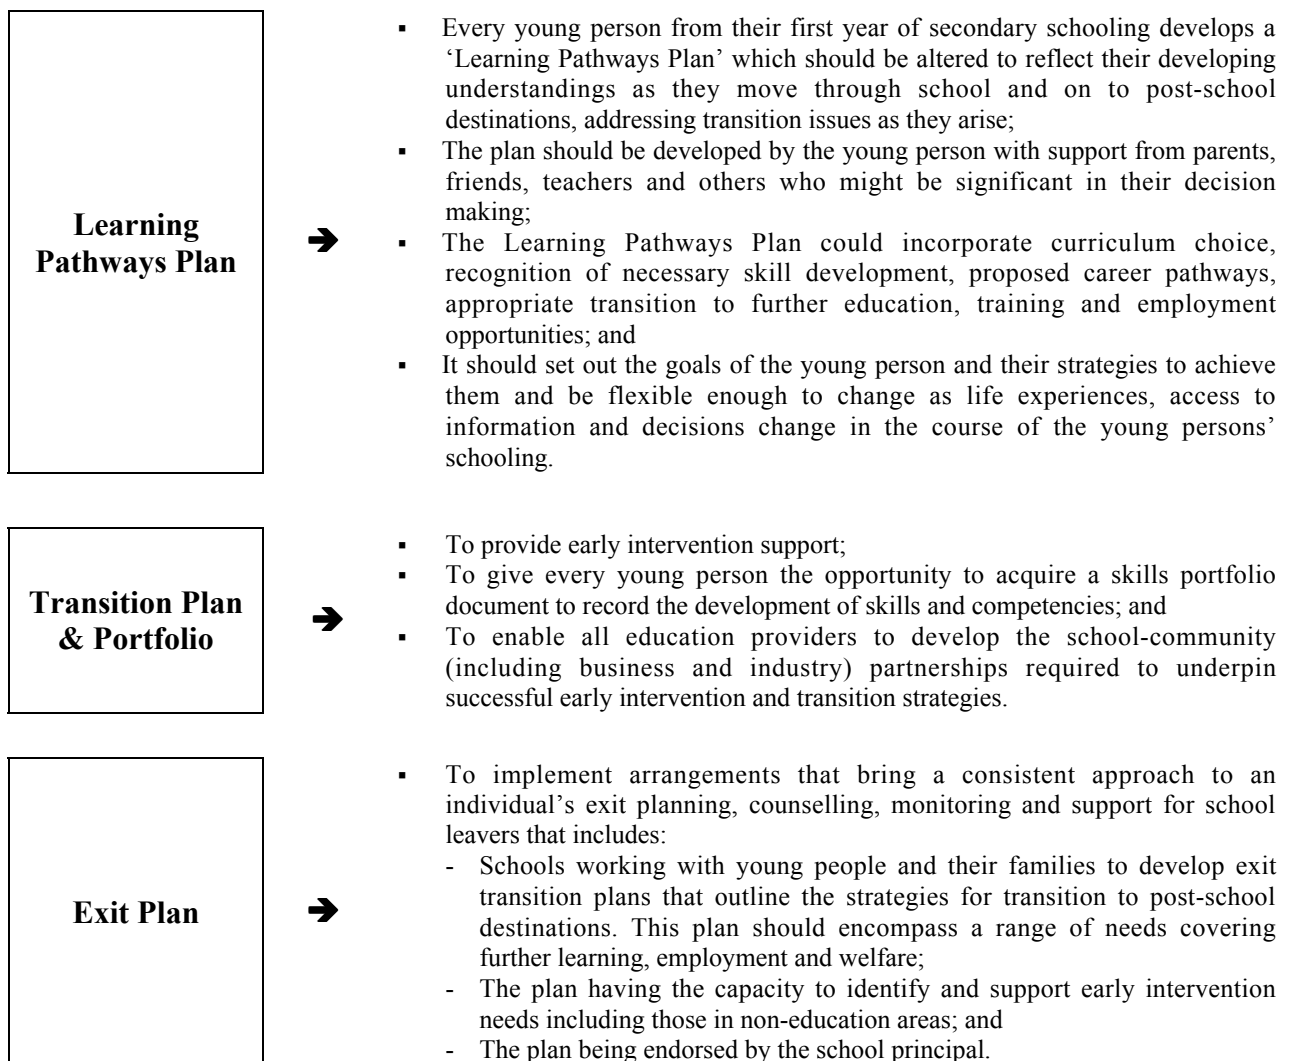 Learning
Pathways Plan
➔
▪ Every young person from their first year of secondary schooling develops a
‘Learning Pathways Plan’ which should be altered to reflect their developing
understandings as they move through school and on to post-school
destinations, addressing transition issues as they arise;
▪ The plan should be developed by the young person with support from parents,
friends, teachers and others who might be significant in their decision
making;
▪ The Learning Pathways Plan could incorporate curriculum choice,
recognition of necessary skill development, proposed career pathways,
appropriate transition to further education, training and employment
opportunities; and
▪ It should set out the goals of the young person and their strategies to achieve
them and be flexible enough to change as life experiences, access to
information and decisions change in the course of the young persons’
schooling.
Transition Plan
& Portfolio
➔
▪ To provide early intervention support;
▪ To give every young person the opportunity to acquire a skills portfolio
document to record the development of skills and competencies; and
▪ To enable all education providers to develop the school-community
(including business and industry) partnerships required to underpin
successful early intervention and transition strategies.
Exit Plan
➔
▪ To implement arrangements that bring a consistent approach to an
individual’s exit planning, counselling, monitoring and support for school
leavers that includes:
- Schools working with young people and their families to develop exit
transition plans that outline the strategies for transition to post-school
destinations. This plan should encompass a range of needs covering
further learning, employment and welfare;
- The plan having the capacity to identify and support early intervention
needs including those in non-education areas; and
- The plan being endorsed by the school principal.